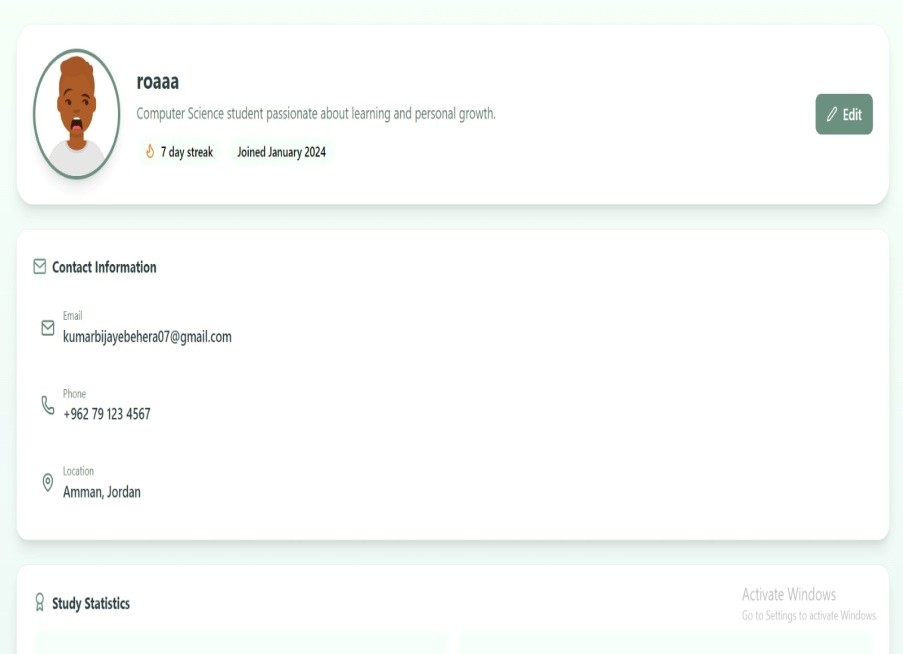 roaaa
Computer Science student passionate about learning and personal growth.
7 day streak Joined January 2024
Edit
Contact Information
Email
kumarbijayebehera07@gmail.com
Phone
+962 79 123 4567
Location
Amman, Jordan
Study Statistics
Activate Windows
Go to Settings to activate Windows.